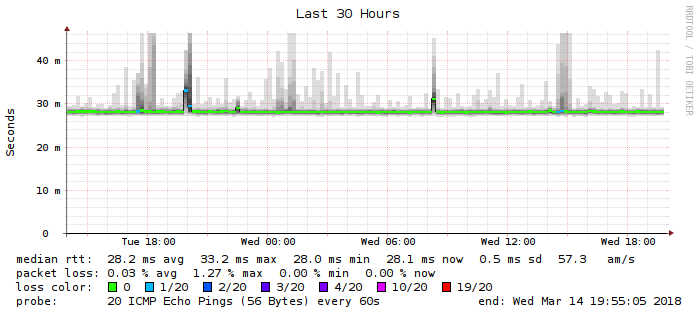 Last 30 Hours
RRDTOOL / TOBI OETIKER
Seconds
40 m
30 m
20 m
10 m
0
Tue 18:00 Wed 00:00 Wed 06:00 Wed 12:00 Wed 18:00
median rtt: 28.2 ms avg 33.2 ms max 28.0 ms min 28.1 ms now 0.5 ms sd 57.3 am/s
packet loss: 0.03 % avg 1.27 % max 0.00 % min 0.00 % now
loss color: 0 1/20 2/20 3/20 4/20 10/20 19/20
probe: 20 ICMP Echo Pings (56 Bytes) every 60s end: Wed Mar 14 19:55:05 2018